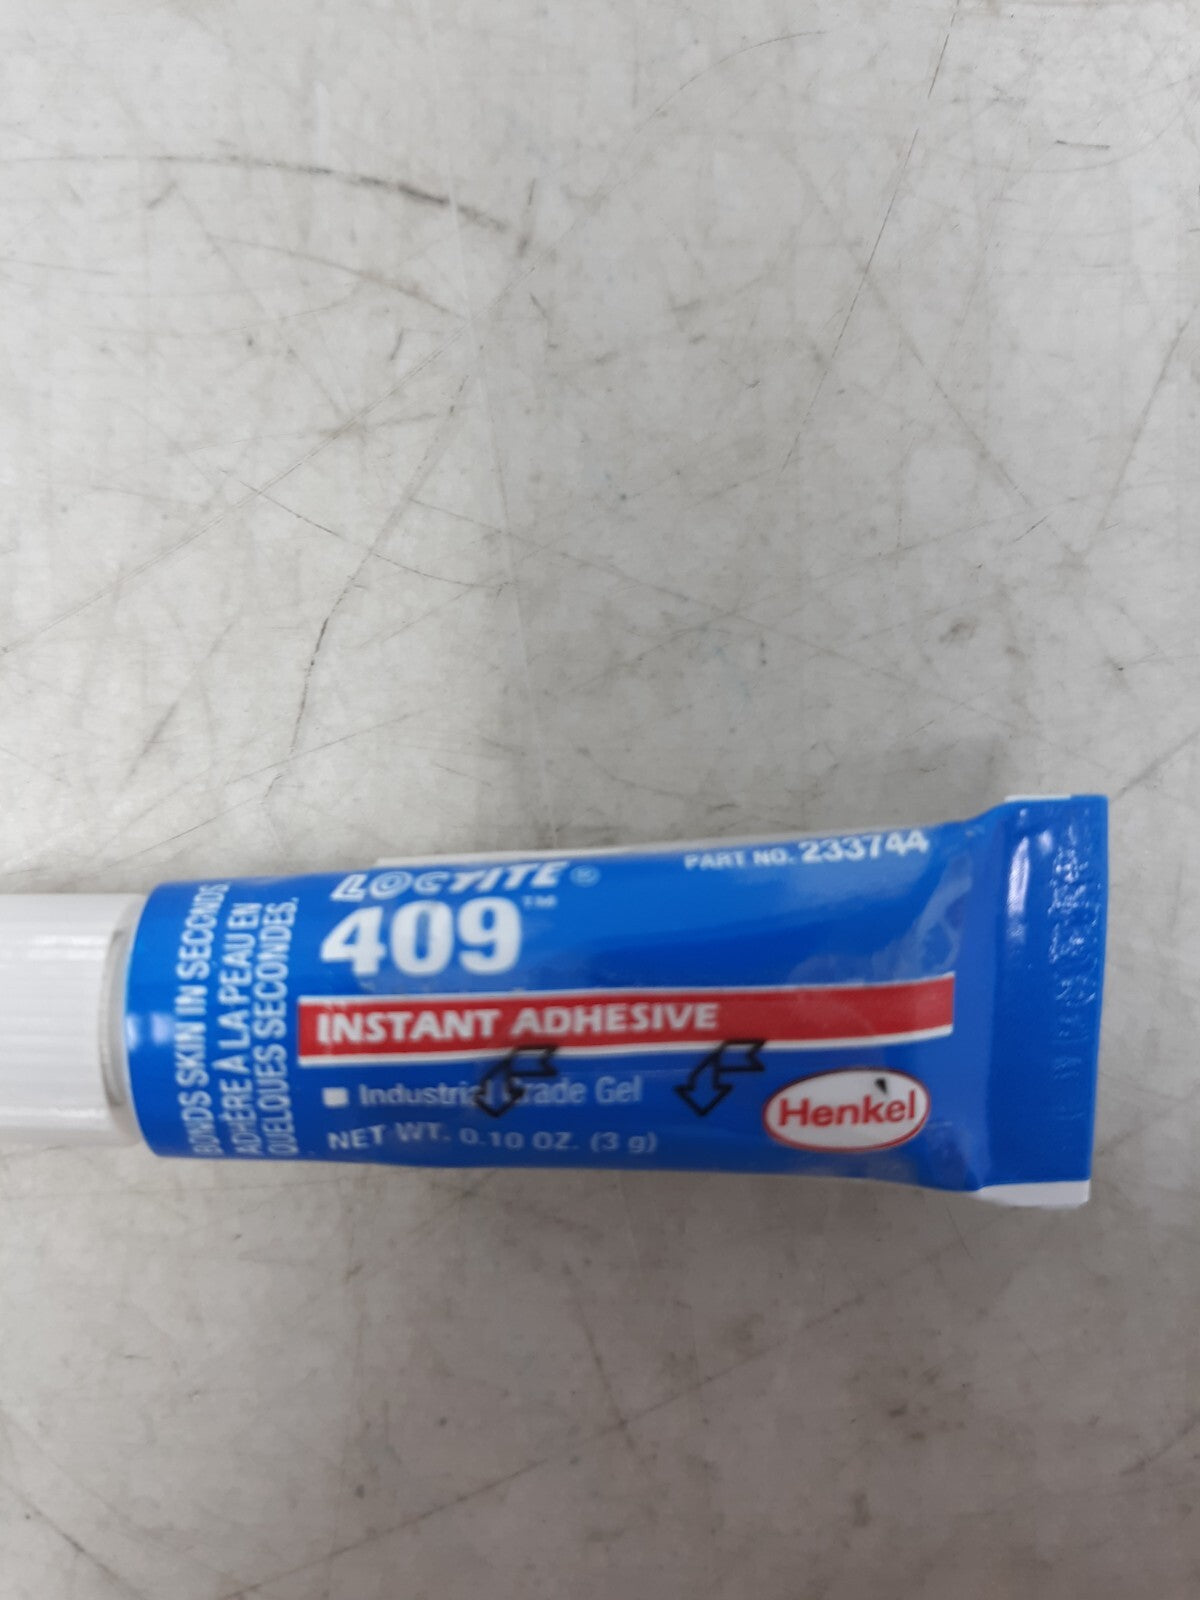 BONDS SKIN IN SECONDS
ADHÈRE À LA PEAU EN
QUELQUES SECONDES.
LOCTITE®
PART NO. 233744
409™
INSTANT ADHESIVE
Industrial Grade Gel
NET WT. 0.10 OZ. (3 g)
Henkel